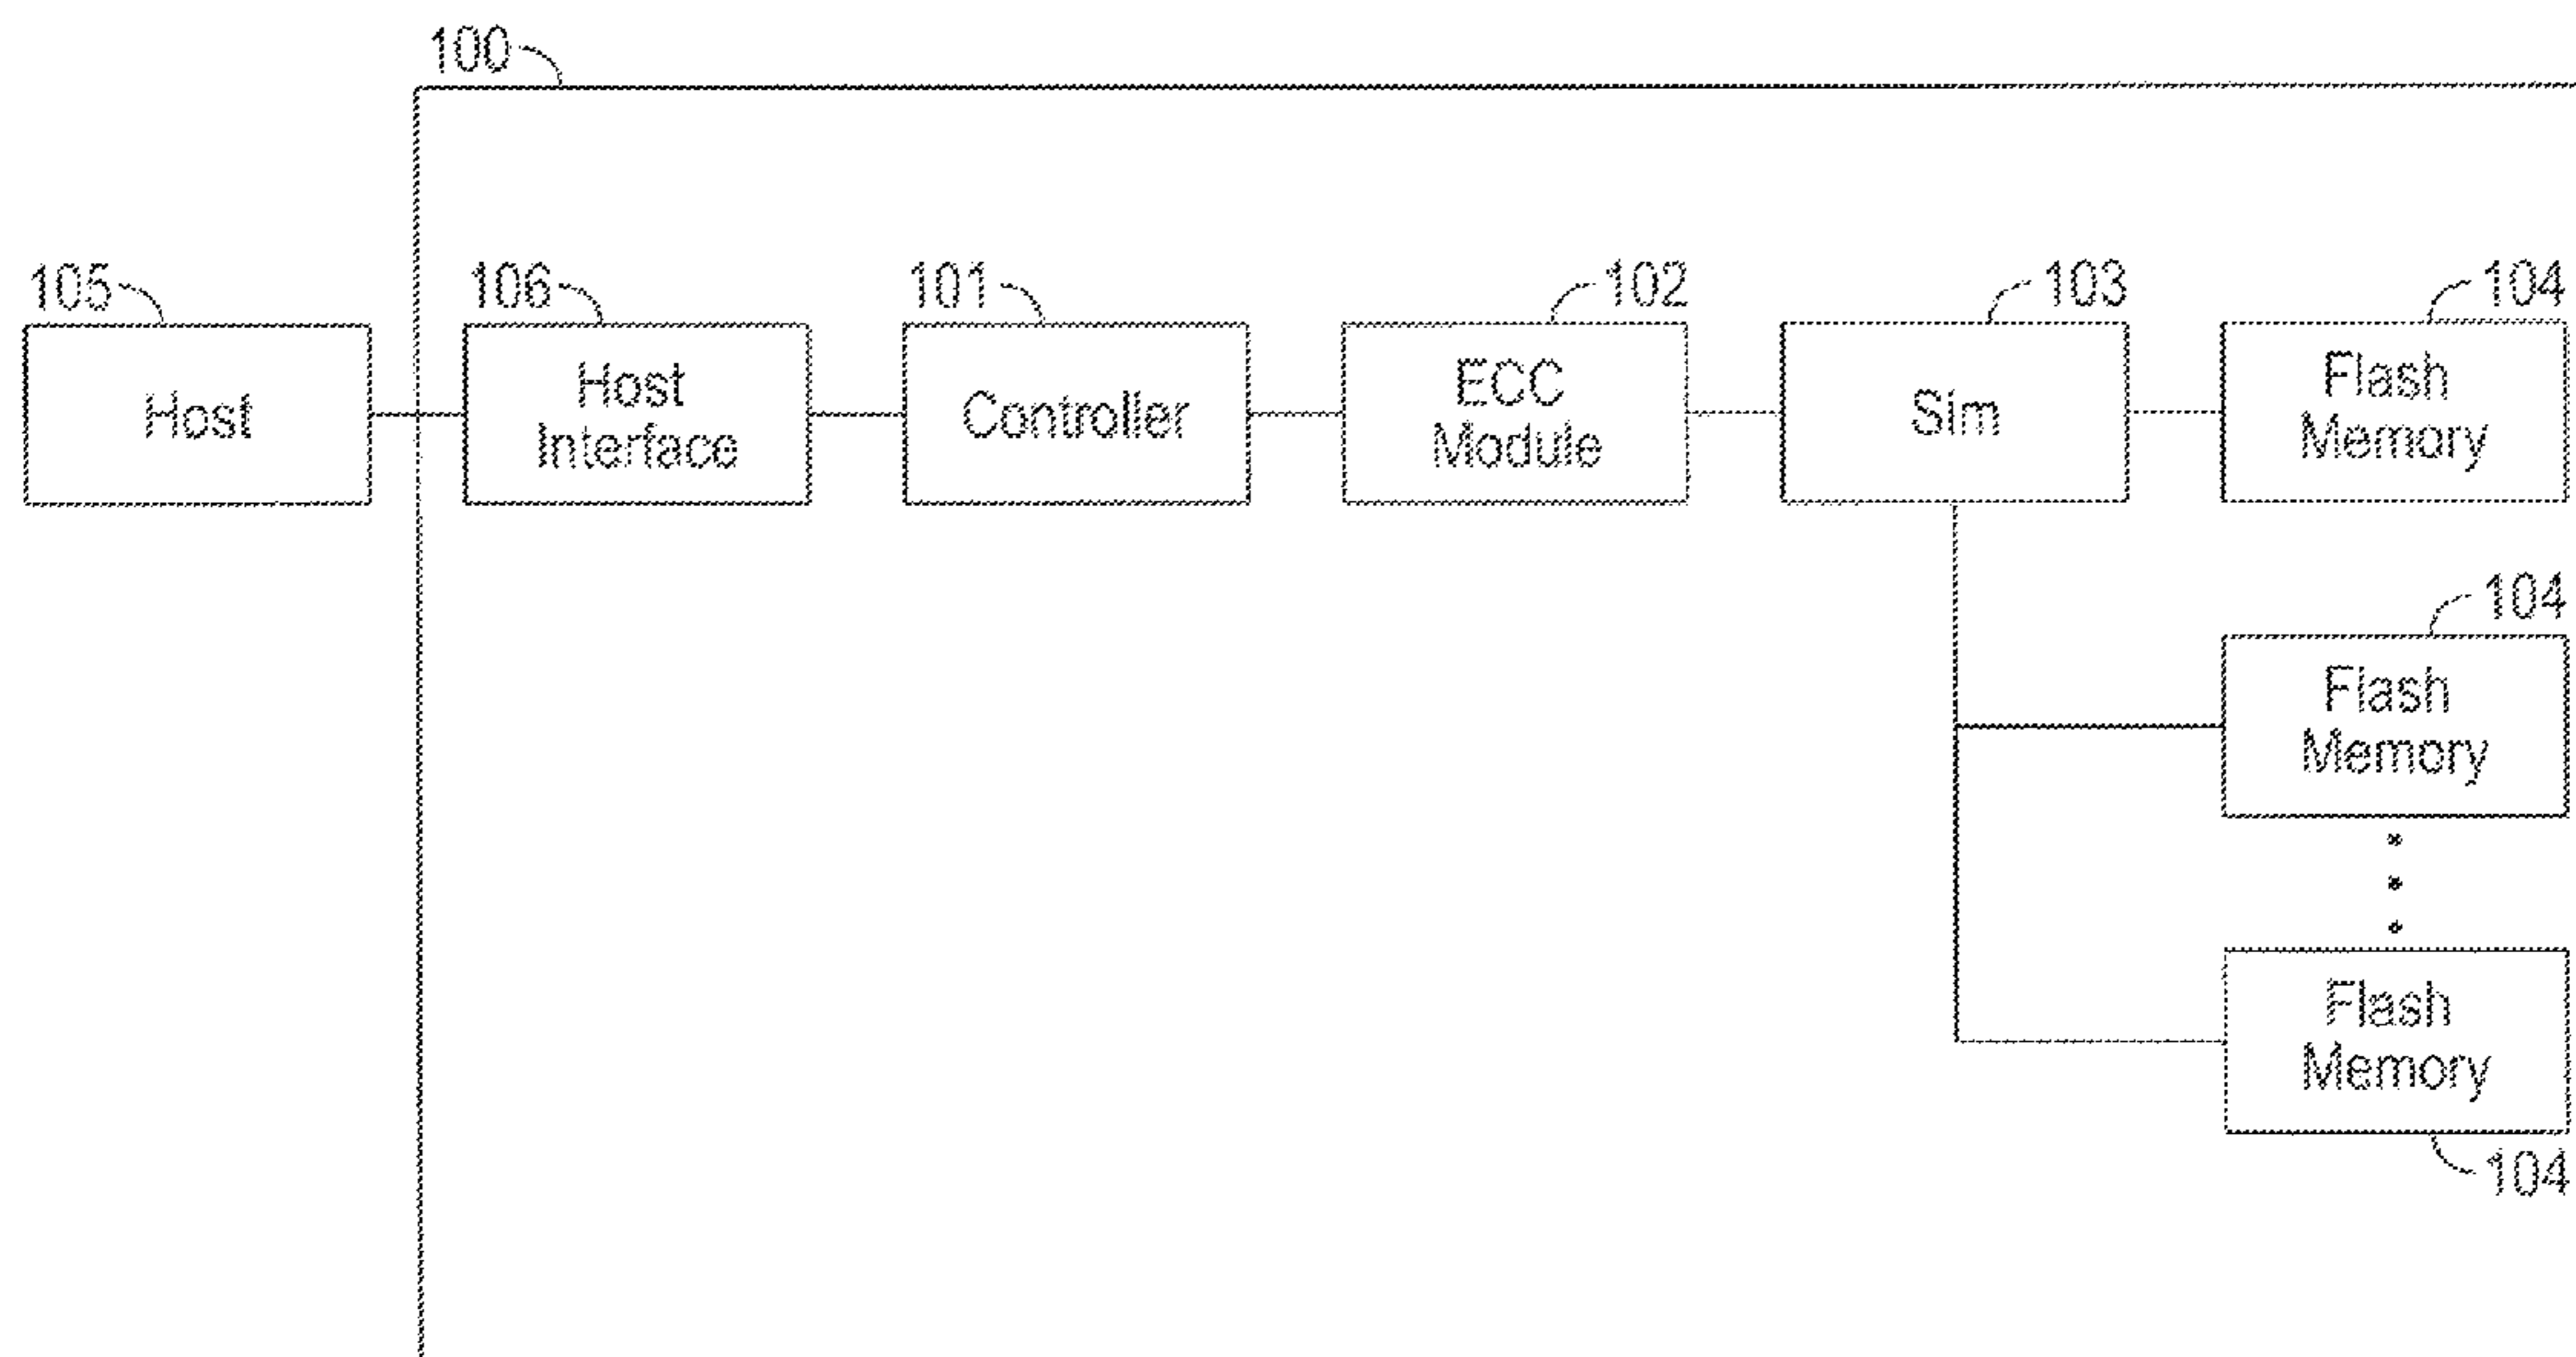 100
105
106
101
102
103
104
Host
Host
Interface
Controller
ECC
Module
Sim
Flash
Memory
104
Flash
Memory
Flash
Memory
104